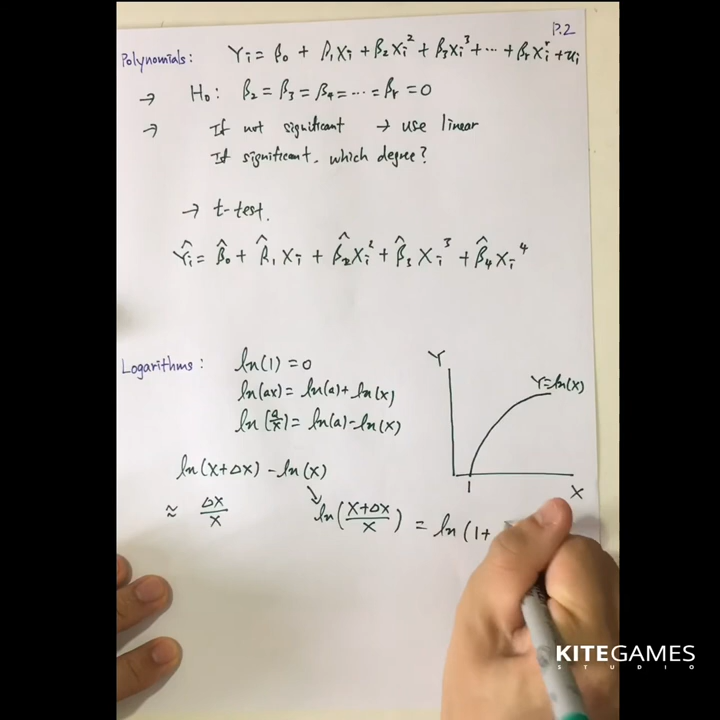 P.2
Polynomials: Yᵢ = β₀ + β₁Xᵢ + β₂Xᵢ² + β₃Xᵢ³ + ... + βᵣXᵢʳ + uᵢ
→ H₀: β₂ = β₃ = β₄ = ... = βᵣ = 0
→ If not significant → use linear
If significant. which degree?
→ t-test.
Ŷᵢ = β̂₀ + β̂₁Xᵢ + β̂₂Xᵢ² + β̂₃Xᵢ³ + β̂₄Xᵢ⁴
Logarithms: ln(1) = 0
ln(ax) = ln(a) + ln(x)
ln(a/x) = ln(a) - ln(x)
Y
Y=ln(x)
1
X
ln(x+Δx) - ln(x)
≈ Δx/x
ln(x+Δx/x) = ln(1+
KITEGAMES
STUDIO